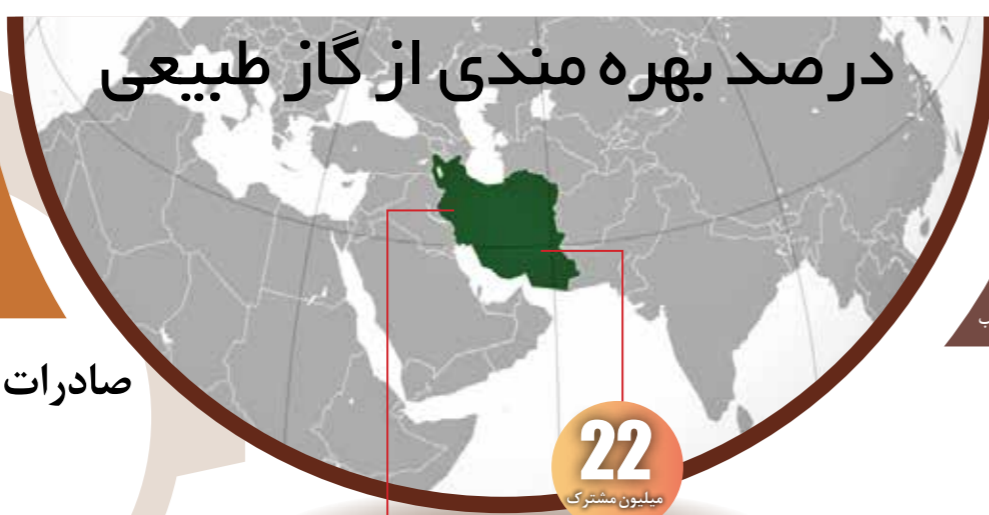 درصد بهره مندی از گاز طبیعی
صادرات
22
میلیون مشترک